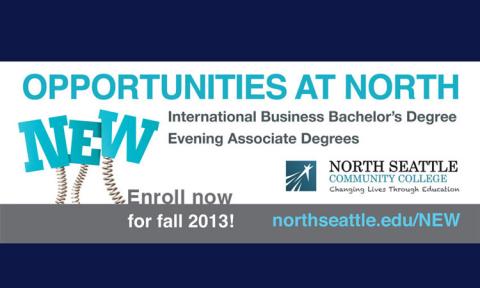 OPPORTUNITIES AT NORTH
NEW
International Business Bachelor's Degree
Evening Associate Degrees
NORTH SEATTLE
COMMUNITY COLLEGE
Changing Lives Through Education
Enroll now
for fall 2013!
northseattle.edu/NEW